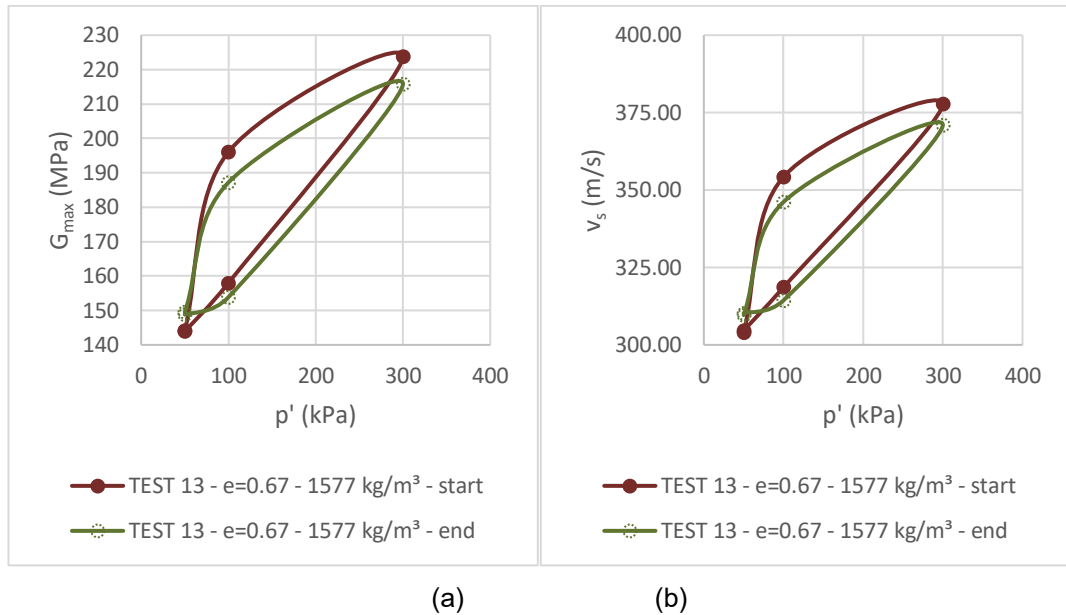 230
220
210
200
190
180
170
160
150
140
G_max (MPa)
0 100 200 300 400
p' (kPa)
TEST 13 - e=0.67 - 1577 kg/m³ - start
TEST 13 - e=0.67 - 1577 kg/m³ - end
(a)
400.00
375.00
350.00
325.00
300.00
v_s (m/s)
0 100 200 300 400
p' (kPa)
TEST 13 - e=0.67 - 1577 kg/m³ - start
TEST 13 - e=0.67 - 1577 kg/m³ - end
(b)